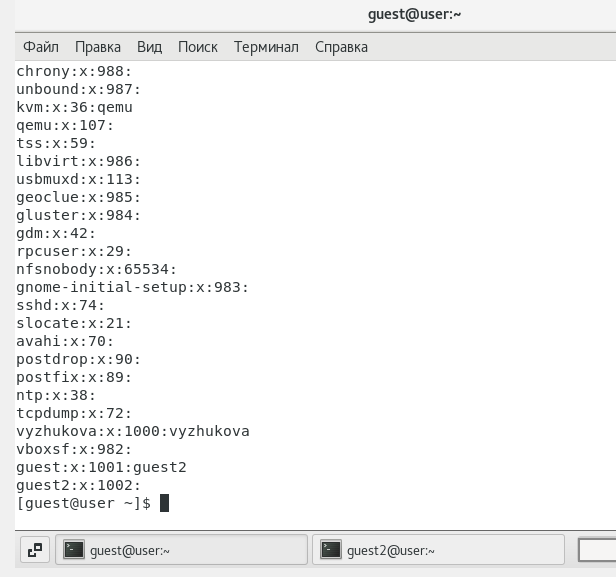 guest@user:~
Файл Правка Вид Поиск Терминал Справка
chrony:x:988:
unbound:x:987:
kvm:x:36:qemu
qemu:x:107:
tss:x:59:
libvirt:x:986:
usbmuxd:x:113:
geoclue:x:985:
gluster:x:984:
gdm:x:42:
rpcuser:x:29:
nfsnobody:x:65534:
gnome-initial-setup:x:983:
sshd:x:74:
slocate:x:21:
avahi:x:70:
postdrop:x:90:
postfix:x:89:
ntp:x:38:
tcpdump:x:72:
vyzhukova:x:1000:vyzhukova
vboxsf:x:982:
guest:x:1001:guest2
guest2:x:1002:
[guest@user ~]$
guest@user:~ guest2@user:~